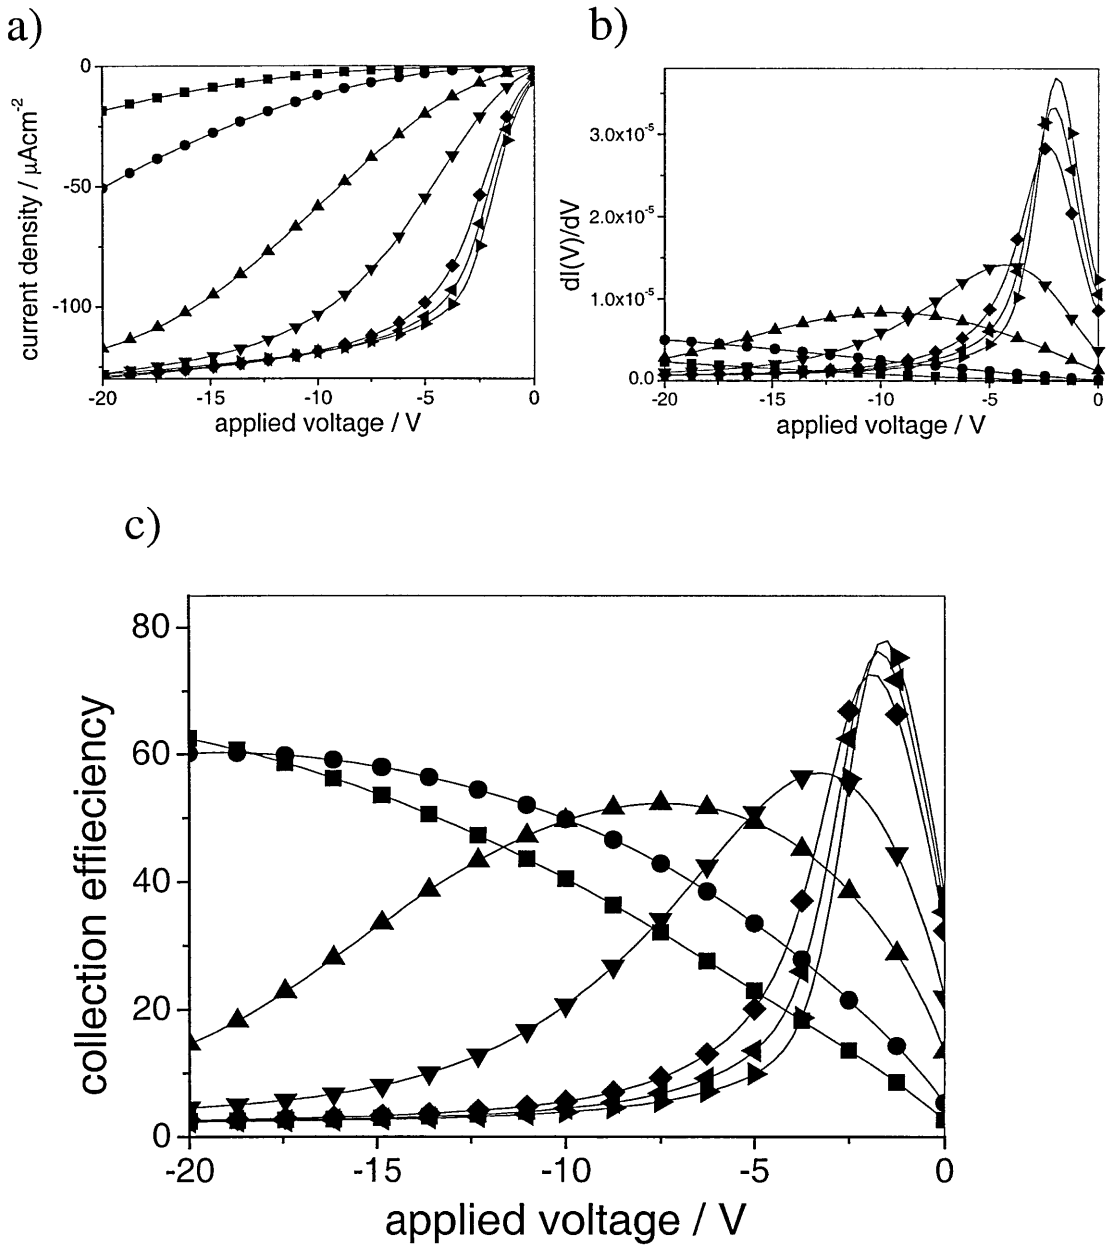 a)
0
-50
-100
current density / μAcm-2
-20
-15
-10
-5
0
applied voltage / V
b)
3.0x10-5
2.0x10-5
1.0x10-5
0.0
dI(V)/dV
-20
-15
-10
-5
0
applied voltage / V
c)
80
60
40
20
0
collection effieciency
-20
-15
-10
-5
0
applied voltage / V